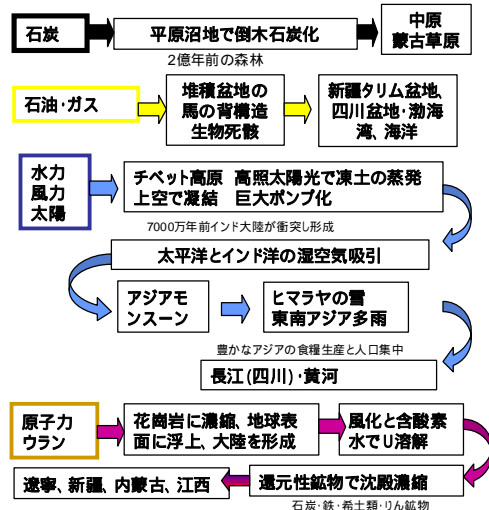 石炭
平原沼地で倒木石炭化
中原
蒙古草原
2億年前の森林
石油・ガス
堆積盆地の
馬の背構造
生物死骸
新疆タリム盆地、
四川盆地・渤海
湾、海洋
水力
風力
太陽
チベット高原 高照太陽光で凍土の蒸発
上空で凝結 巨大ポンプ化
7000万年前インド大陸が衝突し形成
太平洋とインド洋の湿空気吸引
アジアモ
ンスーン
ヒマラヤの雪
東南アジア多雨
豊かなアジアの食糧生産と人口集中
長江(四川)・黄河
原子力
ウラン
花崗岩に濃縮、地球表
面に浮上、大陸を形成
風化と含酸素
水でU溶解
還元性鉱物で沈殿濃縮
遼寧、新疆、内蒙古、江西
石炭・鉄・希土類・りん鉱物